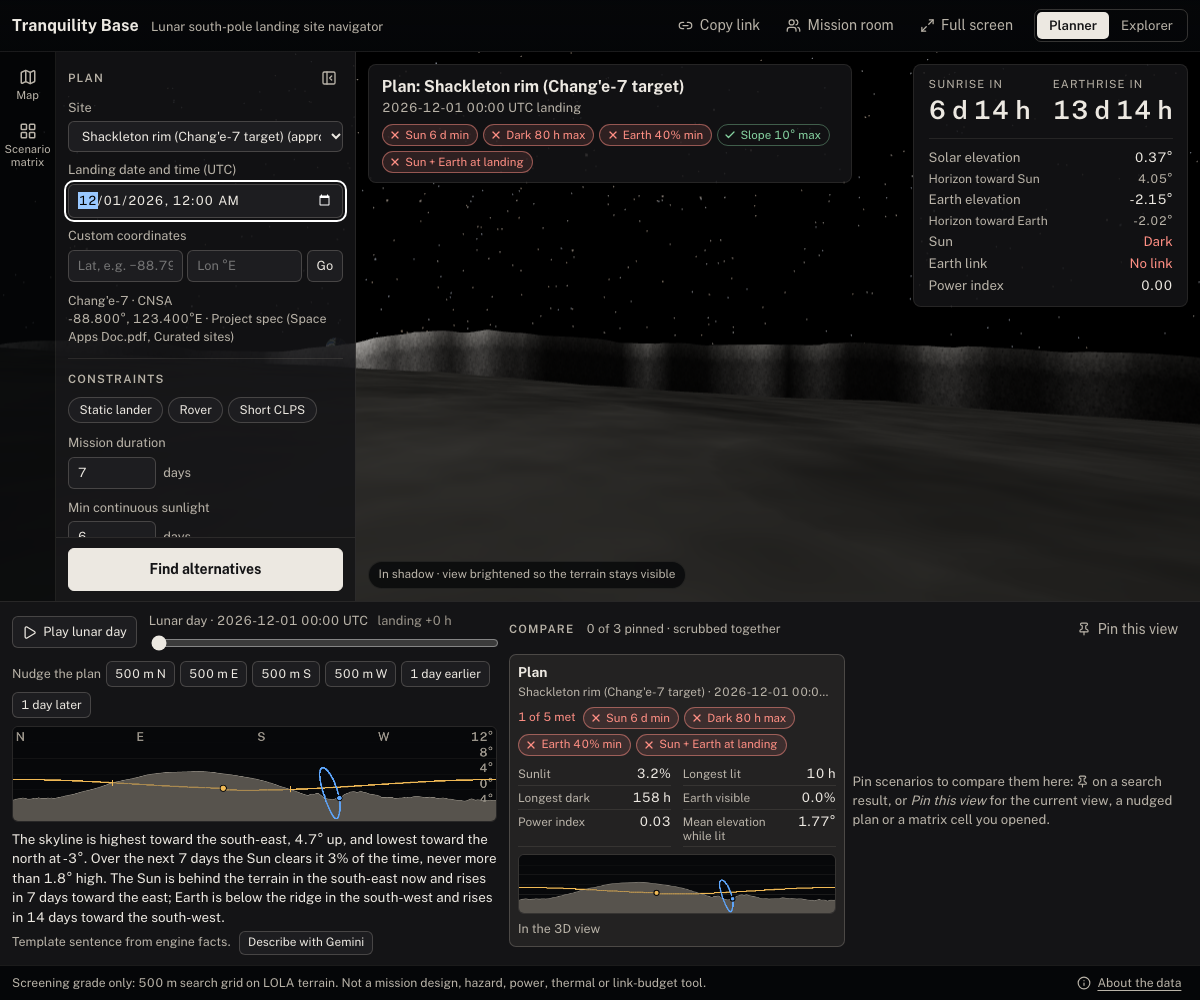 Tranquility Base Lunar south-pole landing site navigator Copy link Mission room Full screen Planner Explorer
Map
Scenario matrix
PLAN
Site
Shackleton rim (Chang'e-7 target) (appro
Landing date and time (UTC)
12/01/2026, 12:00 AM
Custom coordinates
Lat, e.g. −88.79 Lon °E Go
Chang'e-7 · CNSA
-88.800°, 123.400°E · Project spec (Space
Apps Doc.pdf, Curated sites)
CONSTRAINTS
Static lander Rover Short CLPS
Mission duration
7 days
Min continuous sunlight
6 days
Find alternatives
Plan: Shackleton rim (Chang'e-7 target)
2026-12-01 00:00 UTC landing
Sun 6 d min Dark 80 h max Earth 40% min Slope 10° max
Sun + Earth at landing
SUNRISE IN EARTHRISE IN
6 d 14 h 13 d 14 h
Solar elevation 0.37°
Horizon toward Sun 4.05°
Earth elevation -2.15°
Horizon toward Earth -2.02°
Sun Dark
Earth link No link
Power index 0.00
In shadow · view brightened so the terrain stays visible
Play lunar day
Lunar day · 2026-12-01 00:00 UTC landing +0 h
Nudge the plan 500 m N 500 m E 500 m S 500 m W 1 day earlier
1 day later
N E S W 12°
8°
4°
0°
-4°
The skyline is highest toward the south-east, 4.7° up, and lowest toward the
north at -3°. Over the next 7 days the Sun clears it 3% of the time, never more
than 1.8° high. The Sun is behind the terrain in the south-east now and rises
in 7 days toward the east; Earth is below the ridge in the south-west and rises
in 14 days toward the south-west.
Template sentence from engine facts. Describe with Gemini
COMPARE 0 of 3 pinned · scrubbed together Pin this view
Plan
Shackleton rim (Chang'e-7 target) · 2026-12-01 00:0…
1 of 5 met Sun 6 d min Dark 80 h max
Earth 40% min Sun + Earth at landing
Sunlit 3.2% Longest lit 10 h
Longest dark 158 h Earth visible 0.0%
Power index 0.03 Mean elevation while lit 1.77°
In the 3D view
Pin scenarios to compare them here: on a search
result, or Pin this view for the current view, a nudged
plan or a matrix cell you opened.
Screening grade only: 500 m search grid on LOLA terrain. Not a mission design, hazard, power, thermal or link-budget tool. About the data